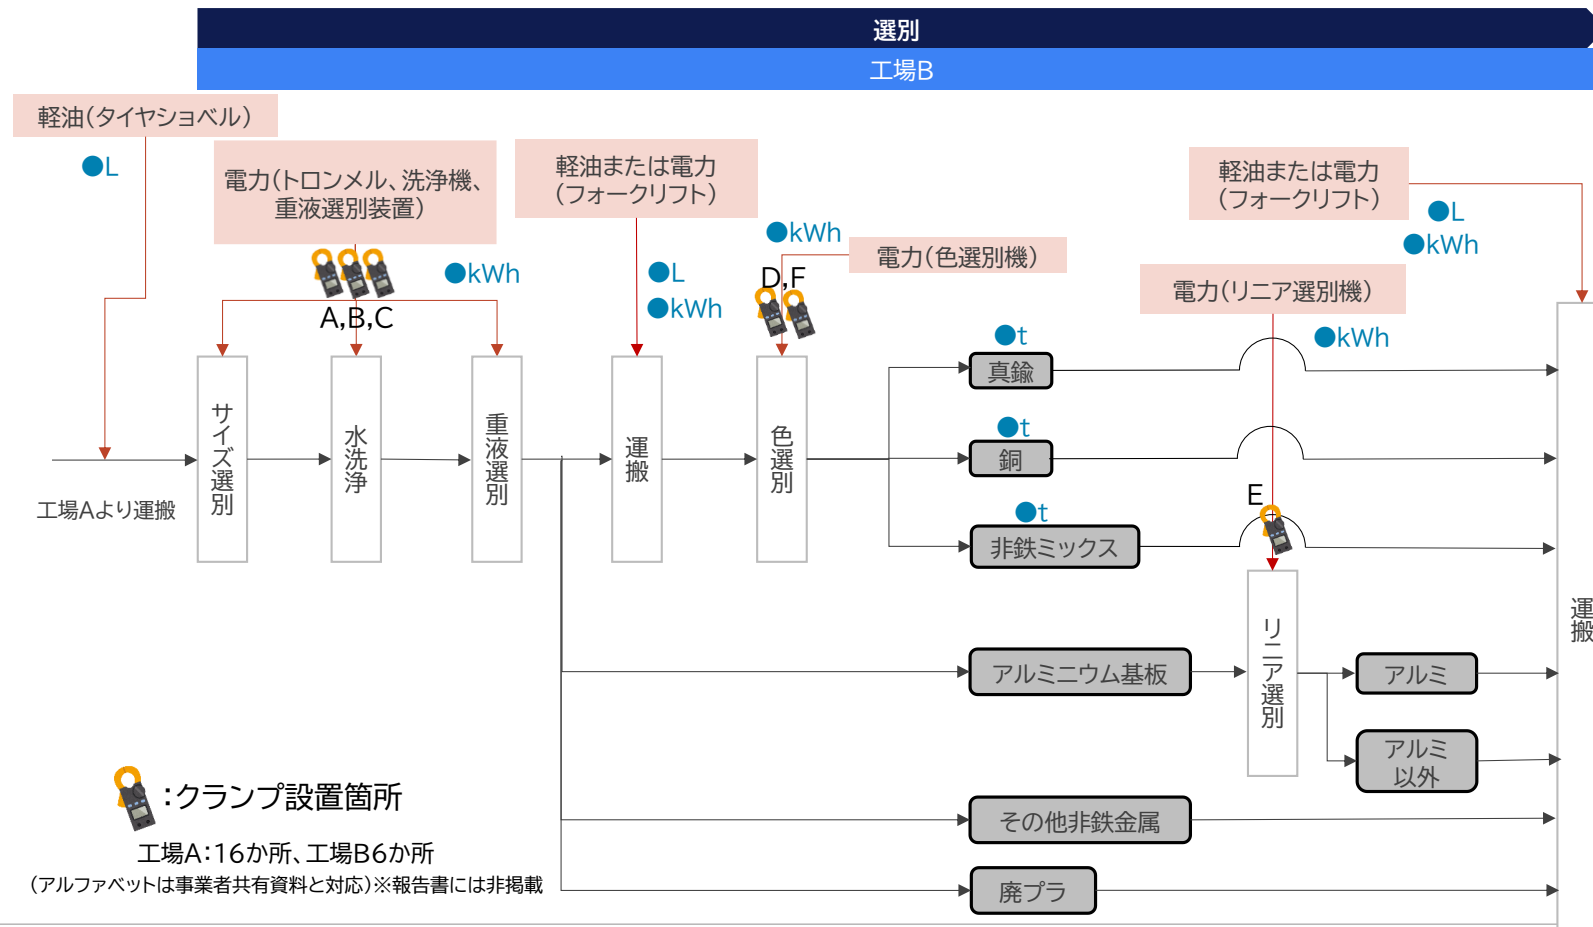 選別
工場B
軽油(タイヤショベル)
●L
電力(トロンメル、洗浄機、
重液選別装置)
●kWh
A,B,C
軽油または電力
(フォークリフト)
●L
●kWh
●kWh
電力(色選別機)
D,F
軽油または電力
(フォークリフト)
●L
●kWh
電力(リニア選別機)
●kWh
E
工場Aより運搬
サイズ選別
水洗浄
重液選別
運搬
色選別
●t
真鍮
●t
銅
●t
非鉄ミックス
アルミニウム基板
リニア選別
アルミ
アルミ
以外
その他非鉄金属
廃プラ
運搬
:クランプ設置箇所
工場A:16か所、工場B6か所
(アルファベットは事業者共有資料と対応)※報告書には非掲載